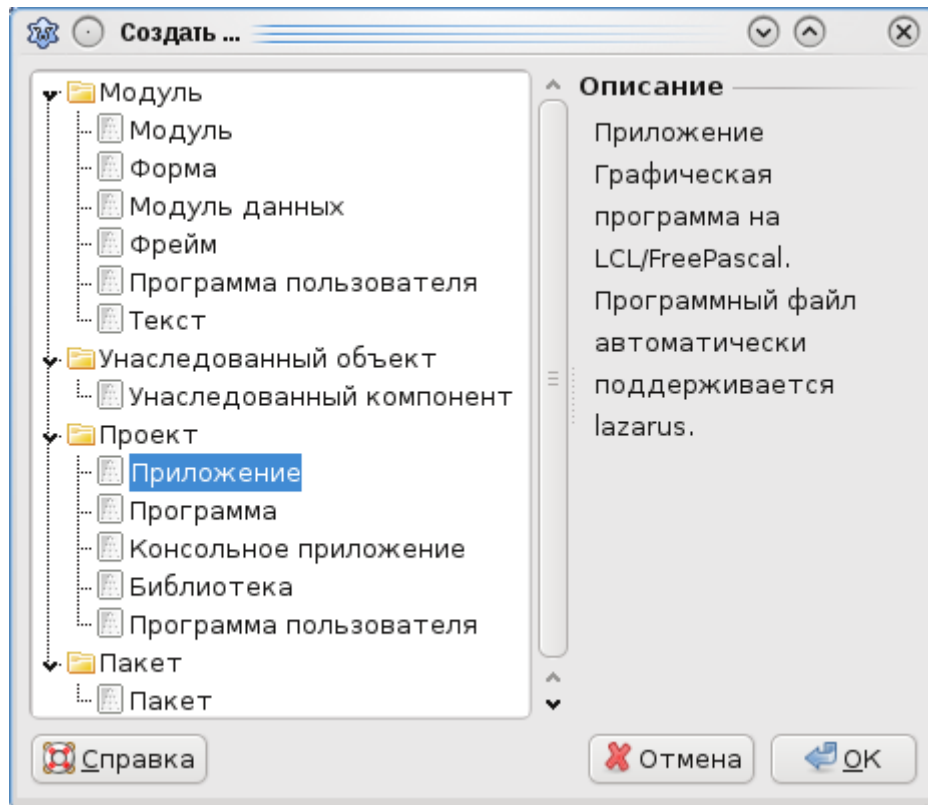 Создать ...
Модуль
Модуль
Форма
Модуль данных
Фрейм
Программа пользователя
Текст
Унаследованный объект
Унаследованный компонент
Проект
Приложение
Программа
Консольное приложение
Библиотека
Программа пользователя
Пакет
Пакет
Описание
Приложение
Графическая
программа на
LCL/FreePascal.
Программный файл
автоматически
поддерживается
lazarus.
Справка
Отмена
OK